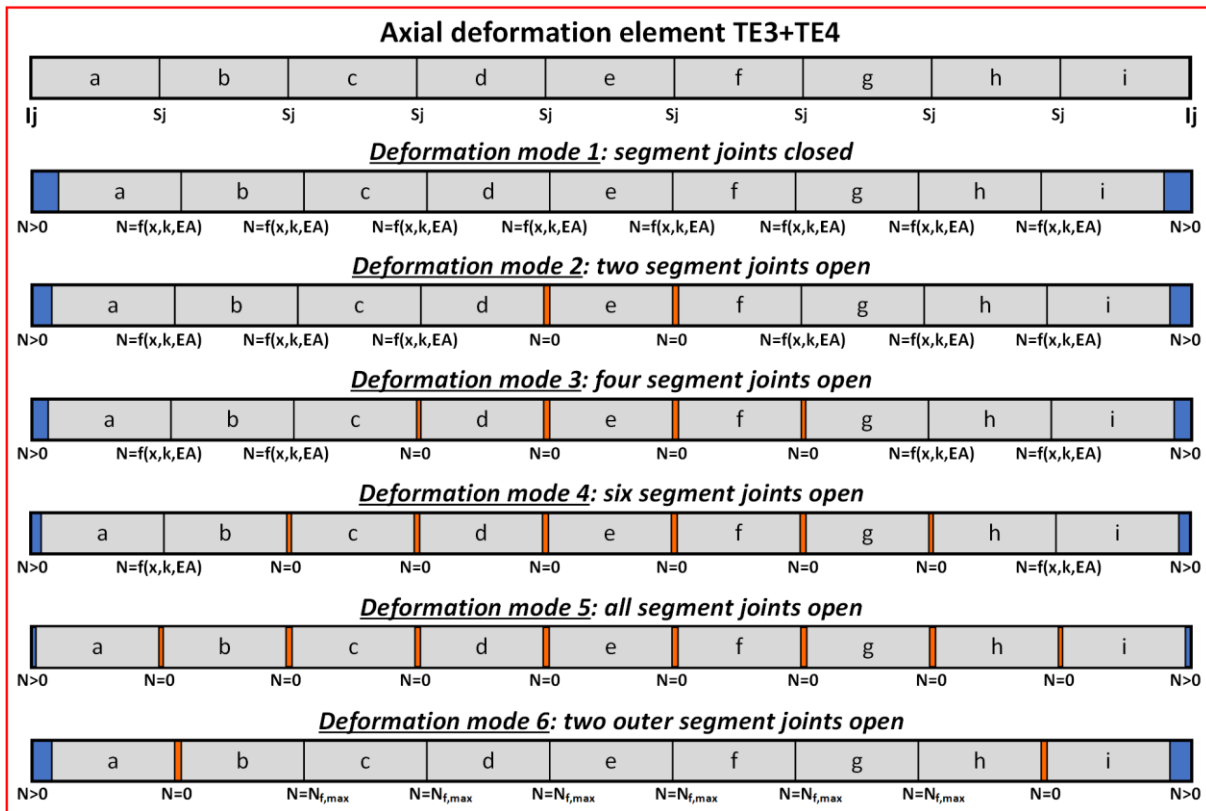 Axial deformation element TE3+TE4
a b c d e f g h i
Ij Sj Sj Sj Sj Sj Sj Sj Sj Ij
Deformation mode 1: segment joints closed
a b c d e f g h i
N>0 N=f(x,k,EA) N=f(x,k,EA) N=f(x,k,EA) N=f(x,k,EA) N=f(x,k,EA) N=f(x,k,EA) N=f(x,k,EA) N=f(x,k,EA) N>0
Deformation mode 2: two segment joints open
a b c d e f g h i
N>0 N=f(x,k,EA) N=f(x,k,EA) N=f(x,k,EA) N=0 N=0 N=f(x,k,EA) N=f(x,k,EA) N=f(x,k,EA) N>0
Deformation mode 3: four segment joints open
a b c d e f g h i
N>0 N=f(x,k,EA) N=f(x,k,EA) N=0 N=0 N=0 N=0 N=f(x,k,EA) N=f(x,k,EA) N>0
Deformation mode 4: six segment joints open
a b c d e f g h i
N>0 N=f(x,k,EA) N=0 N=0 N=0 N=0 N=0 N=0 N=f(x,k,EA) N>0
Deformation mode 5: all segment joints open
a b c d e f g h i
N>0 N=0 N=0 N=0 N=0 N=0 N=0 N=0 N=0 N>0
Deformation mode 6: two outer segment joints open
a b c d e f g h i
N>0 N=0 N=Nf,max N=Nf,max N=Nf,max N=Nf,max N=Nf,max N=Nf,max N=0 N>0